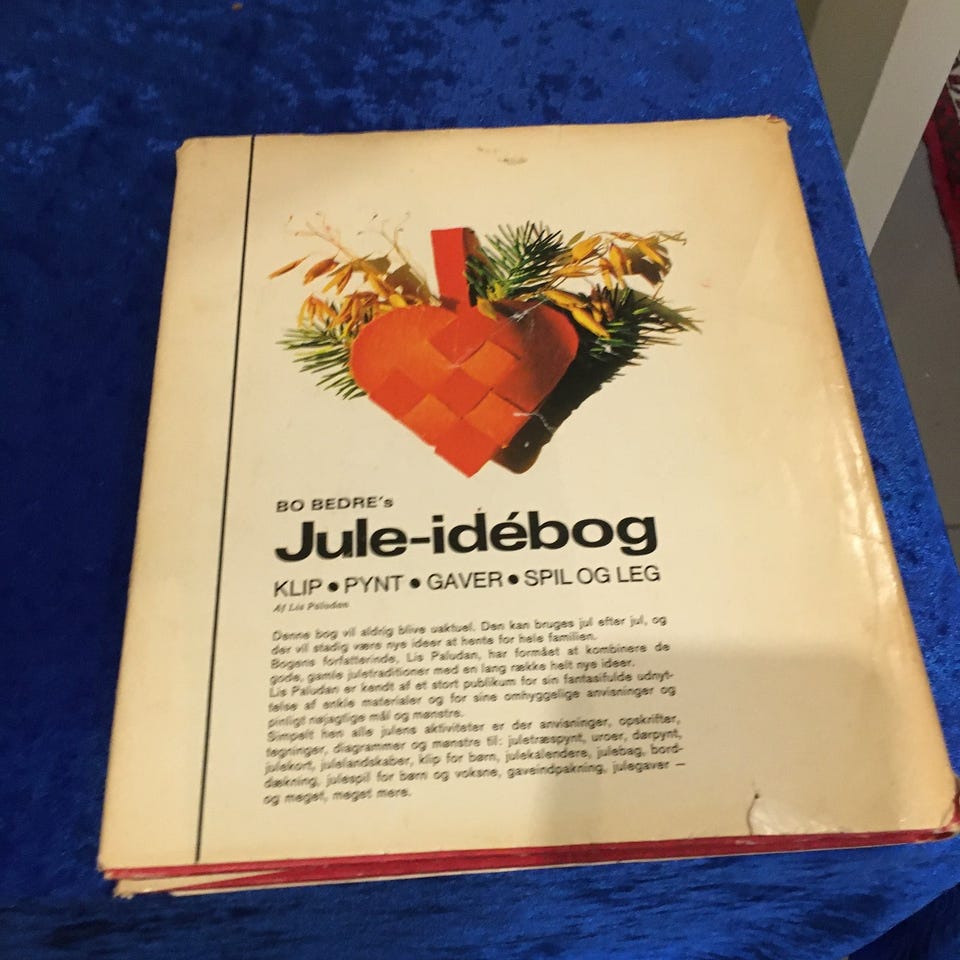 BO BEDRE's
Jule-idébog
KLIP • PYNT • GAVER • SPIL OG LEG
Af Lis Paludan
Denne bog vil aldrig blive uaktuel. Den kan bruges jul efter jul, og
der vil stadig være nye ideer at hente for hele familien.
Bogens forfatterinde, Lis Paludan, har formået at kombinere de
gode, gamle juletraditioner med en lang række helt nye ideer.
Lis Paludan er kendt af et stort publikum for sin fantasifulde udnyt-
telse af enkle materialer og for sine omhyggelige anvisninger og
pinligt nøjagtige mål og mønstre.
Simpelt hen alle julens aktiviteter er der anvisninger, opskrifter,
tegninger, diagrammer og mønstre til: juletræspynt, uroer, dørpynt,
julekort, julelandskaber, klip for børn, julekalendere, julebag, bord-
dækning, julespil for børn og voksne, gaveindpakning, julegaver —
og meget, meget mere.